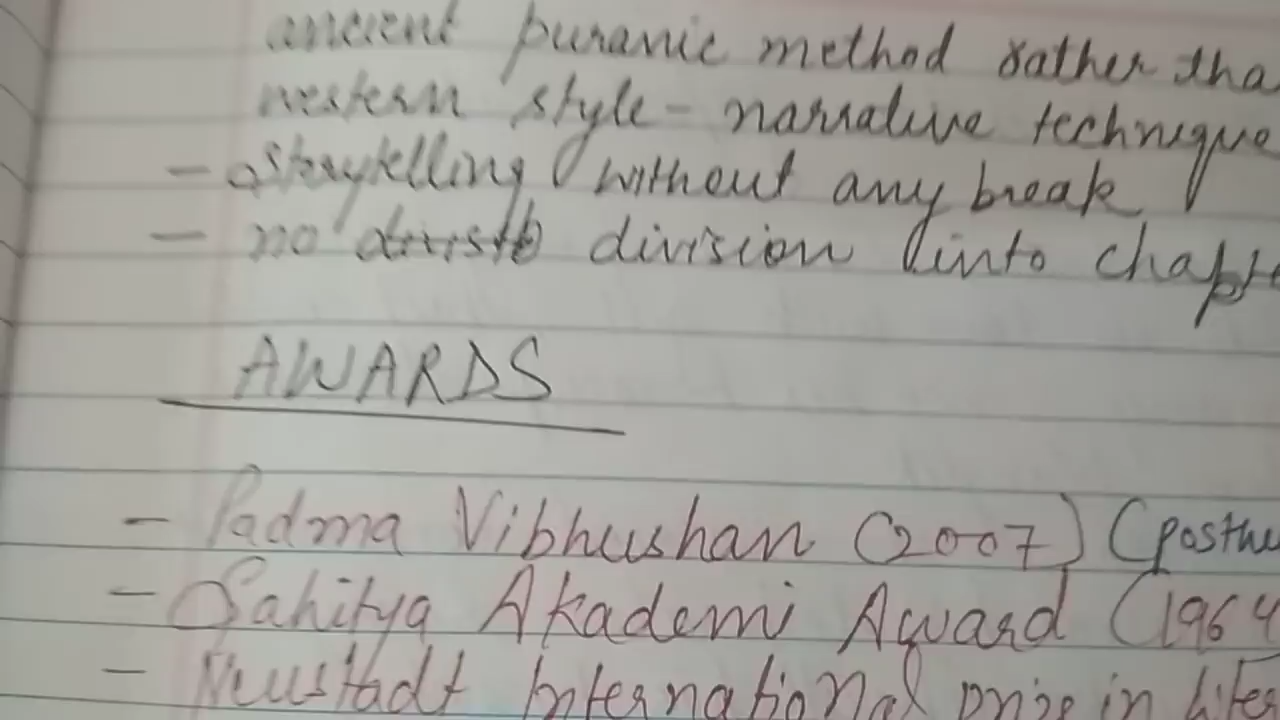 ancient puranic method rather tha
western style - narrative technique
- storytelling without any break
- no division into chapt
AWARDS
- Padma Vibhushan (2007) (posthu
- Sahitya Akademi Award (1964
- Neustadt International prize in Liter